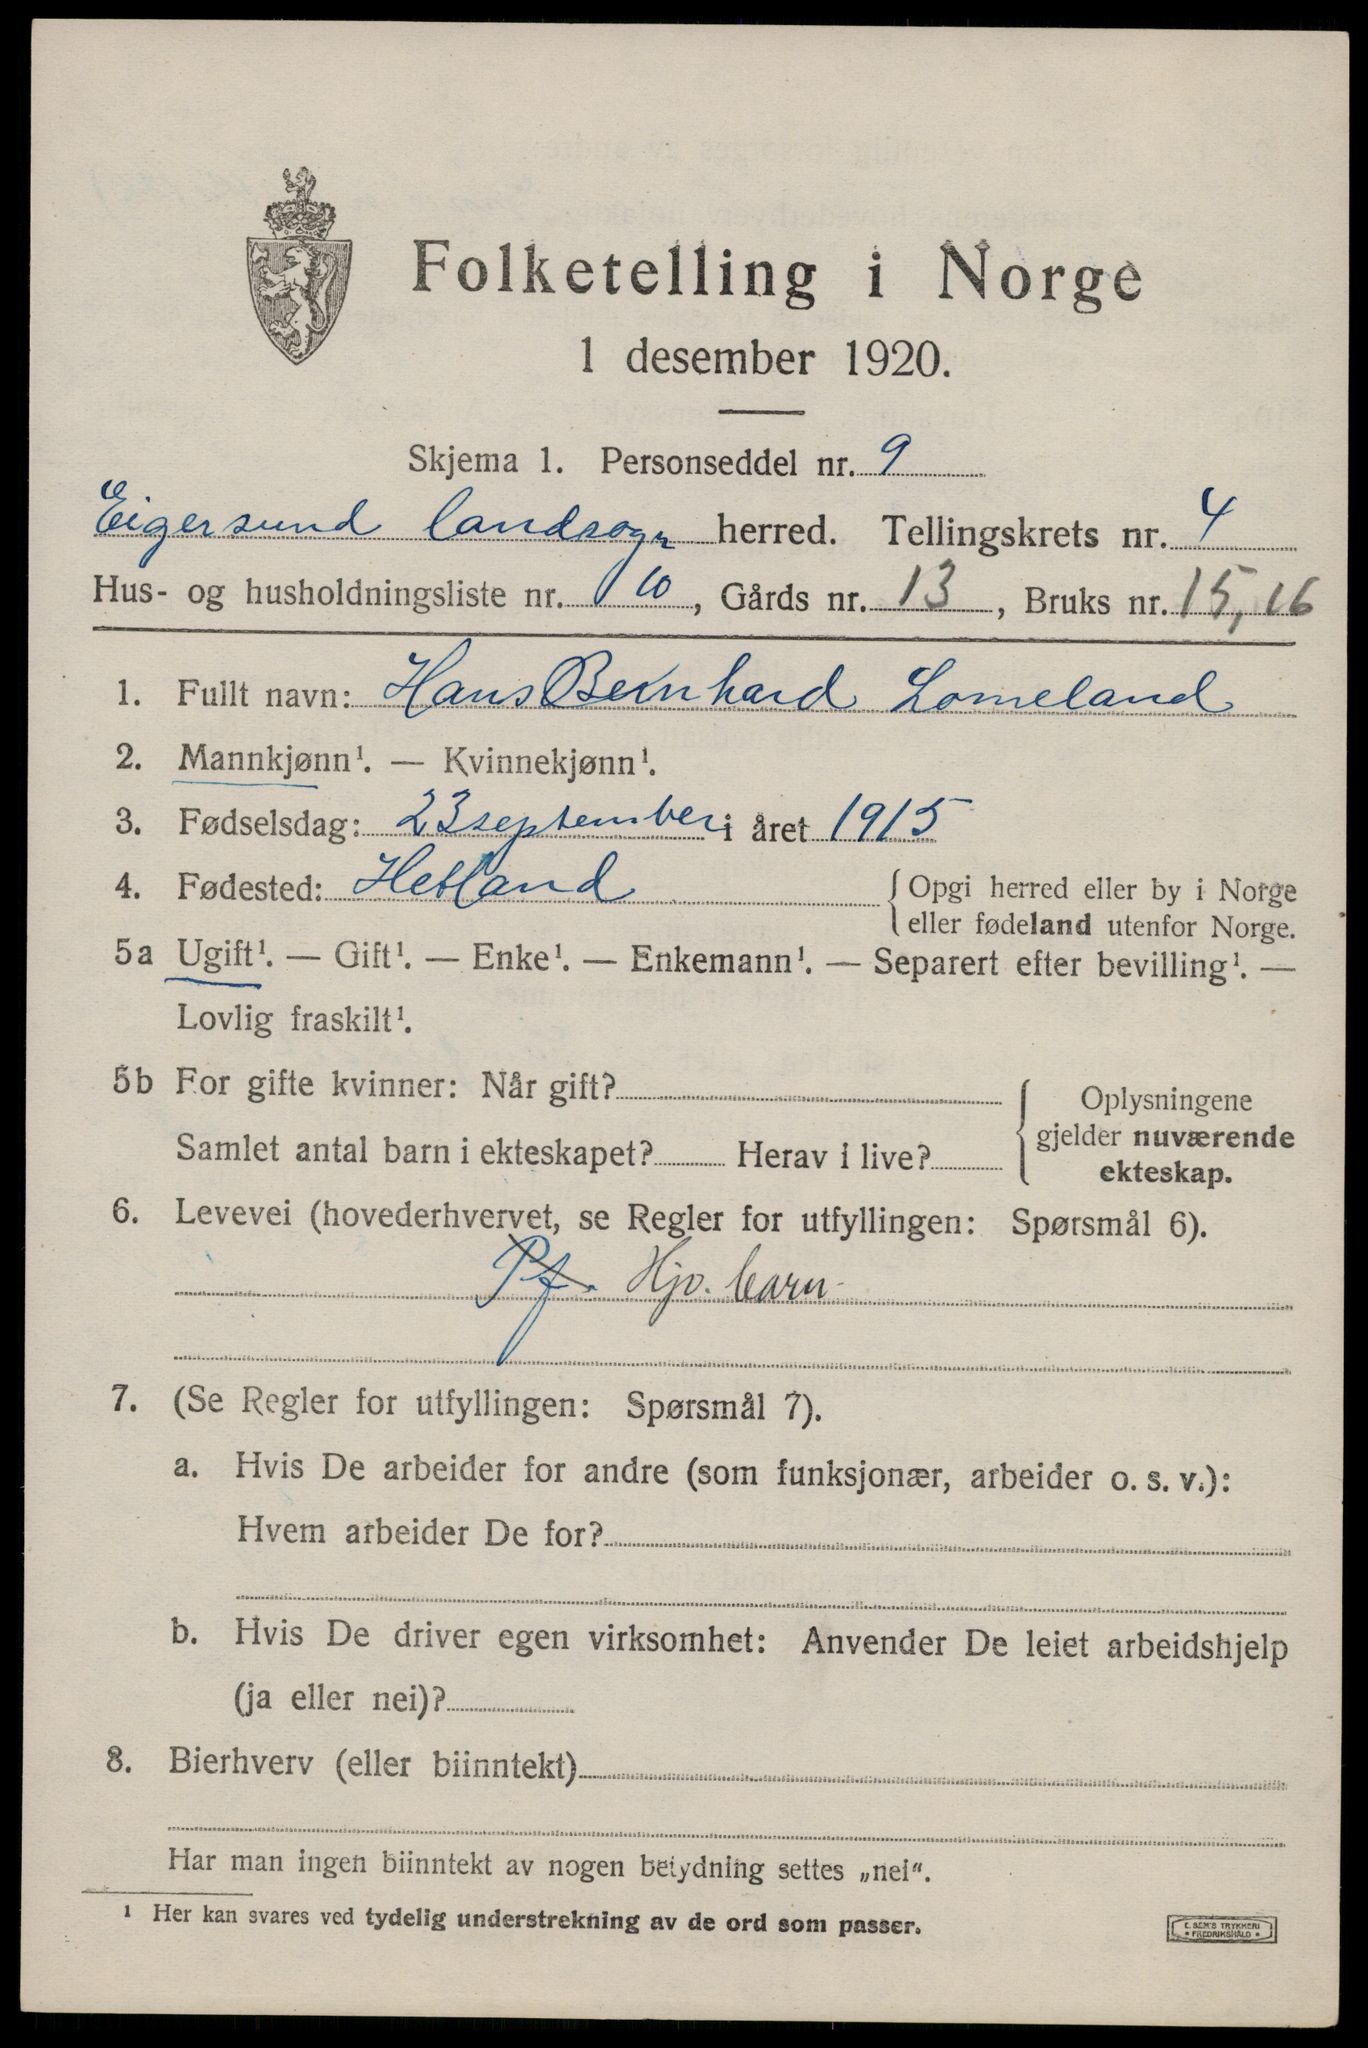 Folketelling i Norge
1 desember 1920.
Skjema 1. Personseddel nr. 9
Eigersund landsogn herred. Tellingskrets nr. 4
Hus- og husholdningsliste nr. 10, Gårds nr. 13, Bruks nr. 15, 16
1. Fullt navn: Hans Bernhard Lomeland
2. Mannkjønn¹. — Kvinnekjønn¹.
3. Fødselsdag: 23 september i året 1915
4. Fødested: Hetland {Opgi herred eller by i Norge
eller fødeland utenfor Norge.
5a Ugift¹. — Gift¹. — Enke¹. — Enkemann¹. — Separert efter bevilling¹. —
Lovlig fraskilt¹.
5b For gifte kvinner: Når gift? Oplysningene
gjelder nuværende
Samlet antal barn i ekteskapet? Herav i live?
ekteskap.
6. Levevei (hovederhvervet, se Regler for utfyllingen: Spørsmål 6).
Pf. Hjv. barn
7. (Se Regler for utfyllingen: Spørsmål 7).
a. Hvis De arbeider for andre (som funksjonær, arbeider o. s. v.):
Hvem arbeider De for?
b. Hvis De driver egen virksomhet: Anvender De leiet arbeidshjelp
(ja eller nei)?
8. Bierhverv (eller biinntekt)
Har man ingen biinntekt av nogen betydning settes „nei“.
¹ Her kan svares ved tydelig understrekning av de ord som passer.
E. SEM'S TRYKKERI
* FREDRIKSHALD *